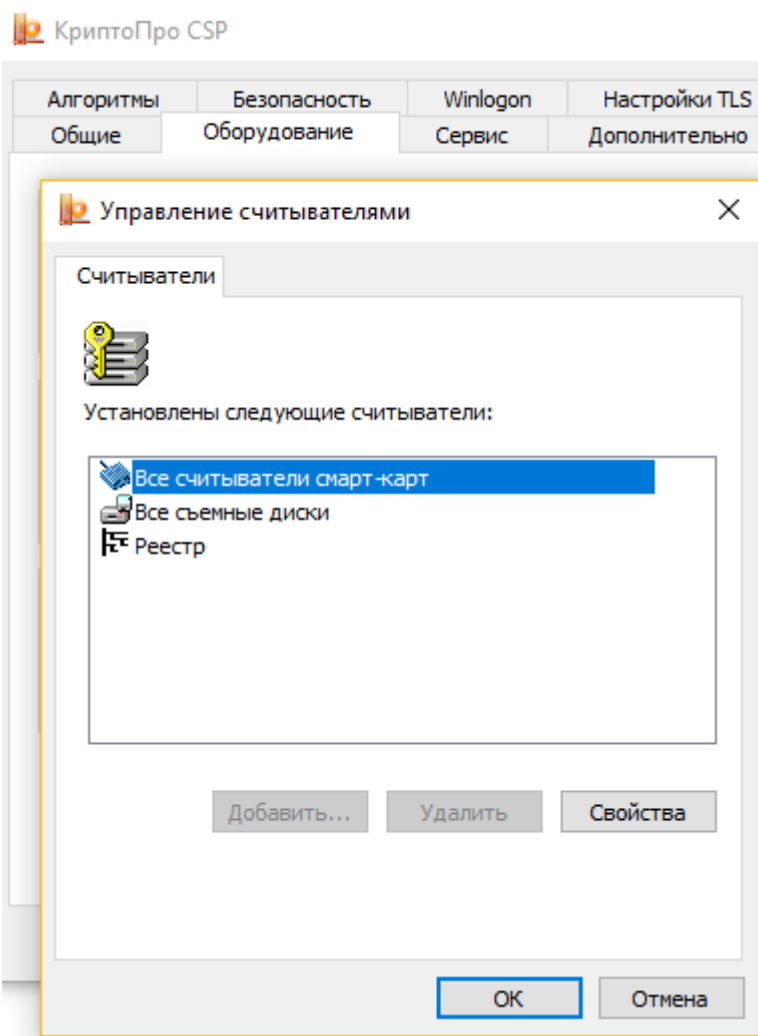 КриптоПро CSP
Алгоритмы Безопасность Winlogon Настройки TLS
Общие Оборудование Сервис Дополнительно
Управление считывателями
Считыватели
Установлены следующие считыватели:
Все считыватели смарт-карт
Все съемные диски
Реестр
Добавить... Удалить Свойства
ОК Отмена